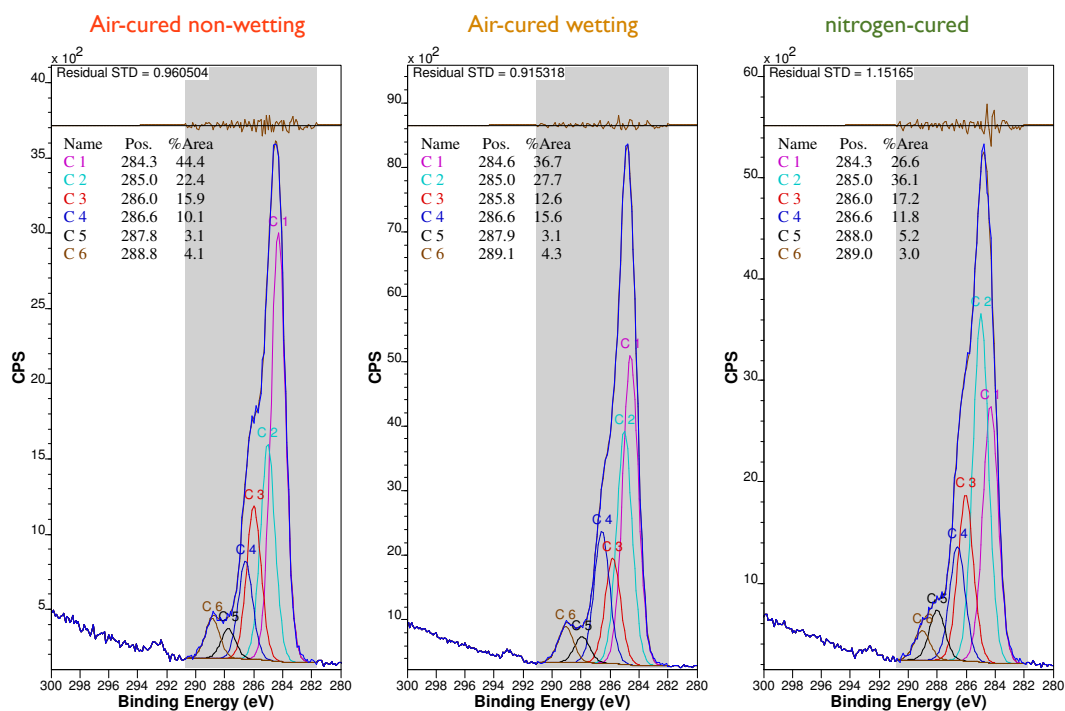 Air-cured non-wetting
x 10²
Residual STD = 0.960504
Name Pos. %Area
C 1 284.3 44.4
C 2 285.0 22.4
C 3 286.0 15.9
C 4 286.6 10.1
C 5 287.8 3.1
C 6 288.8 4.1
C 1
C 2
C 3
C 4
C 6
C 5
40
35
30
25
20
15
10
5
CPS
300 298 296 294 292 290 288 286 284 282 280
Binding Energy (eV)
Air-cured wetting
x 10²
Residual STD = 0.915318
Name Pos. %Area
C 1 284.6 36.7
C 2 285.0 27.7
C 3 285.8 12.6
C 4 286.6 15.6
C 5 287.9 3.1
C 6 289.1 4.3
C 1
C 2
C 4
C 3
C 6
C 5
90
80
70
60
50
40
30
20
10
CPS
300 298 296 294 292 290 288 286 284 282 280
Binding Energy (eV)
nitrogen-cured
x 10²
Residual STD = 1.15165
Name Pos. %Area
C 1 284.3 26.6
C 2 285.0 36.1
C 3 286.0 17.2
C 4 286.6 11.8
C 5 288.0 5.2
C 6 289.0 3.0
C 2
C 1
C 3
C 4
C 5
C 6
60
50
40
30
20
10
CPS
300 298 296 294 292 290 288 286 284 282 280
Binding Energy (eV)